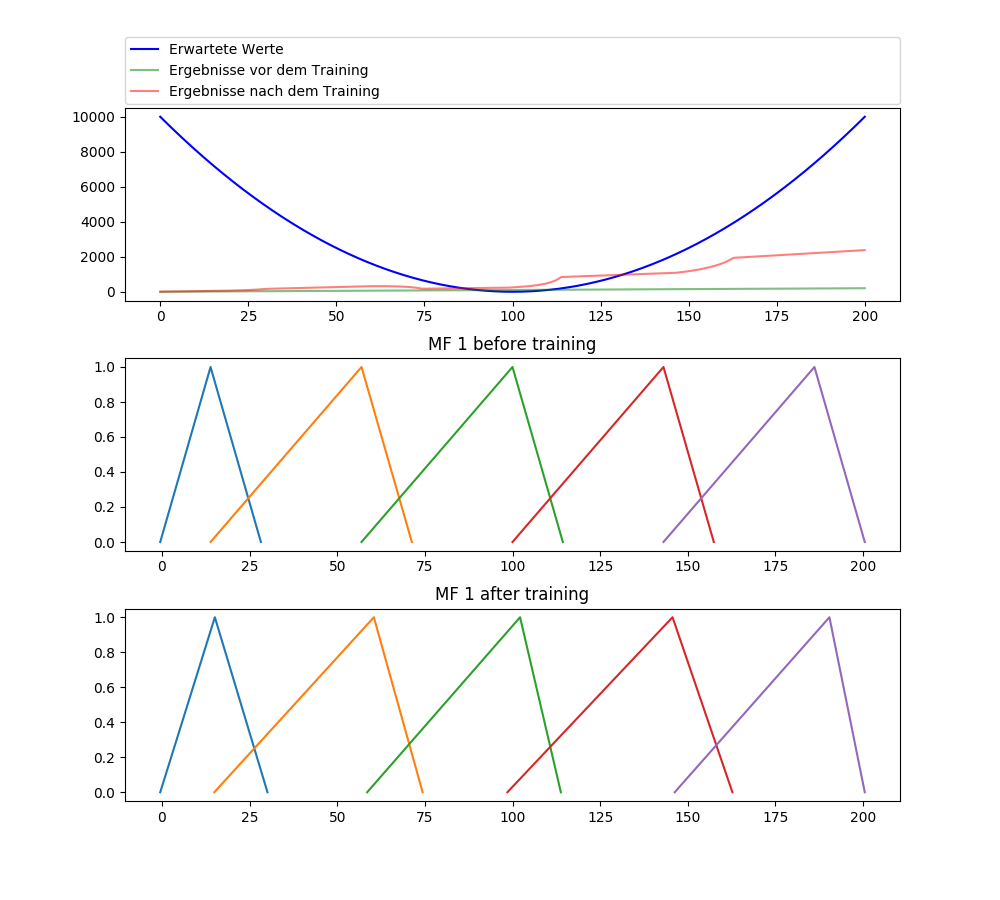 Erwartete Werte
Ergebnisse vor dem Training
Ergebnisse nach dem Training
10000
8000
6000
4000
2000
0
0 25 50 75 100 125 150 175 200
MF 1 before training
1.0
0.8
0.6
0.4
0.2
0.0
0 25 50 75 100 125 150 175 200
MF 1 after training
1.0
0.8
0.6
0.4
0.2
0.0
0 25 50 75 100 125 150 175 200